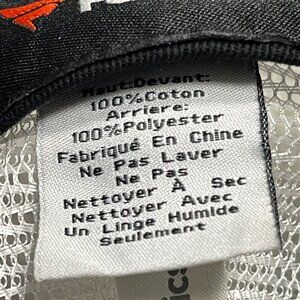 Haut-Devant:
100%Coton
Arriere:
100%Polyester
Fabriqué En Chine
Ne Pas Laver
Ne Pas
Nettoyer À Sec
Nettoyer Avec
Un Linge Humide
Seulement